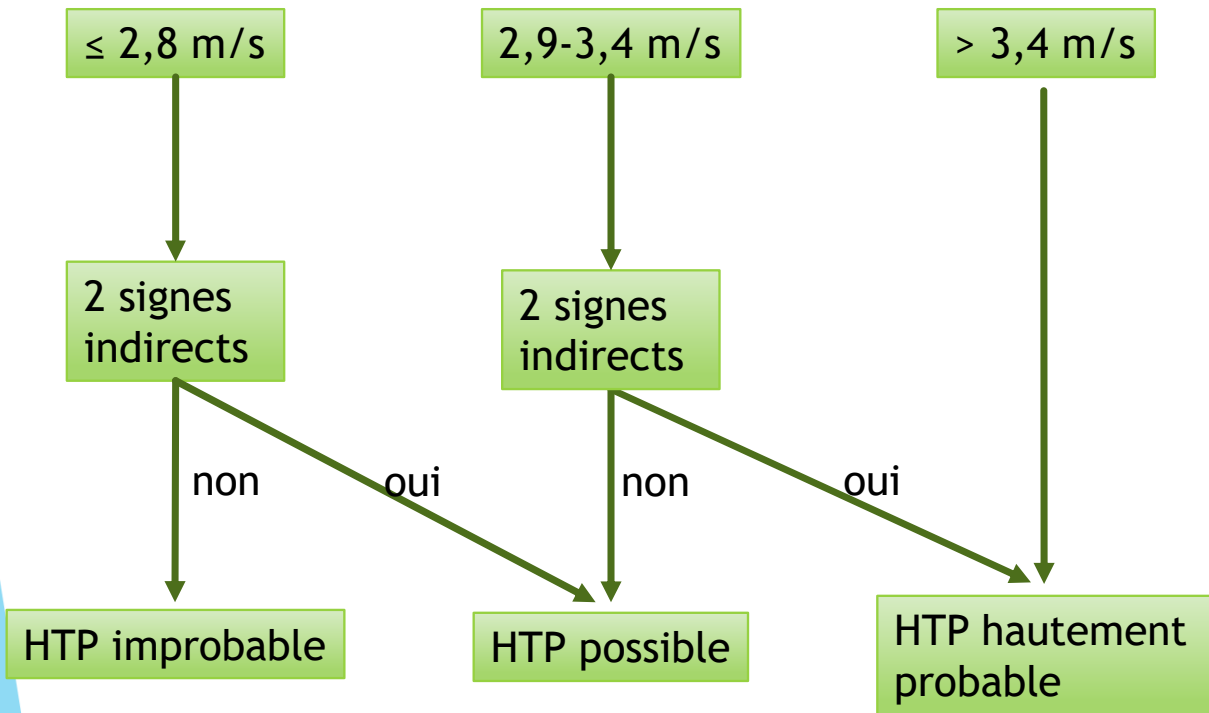 ≤ 2,8 m/s
2,9-3,4 m/s
> 3,4 m/s
2 signes
indirects
2 signes
indirects
non
oui
non
oui
HTP improbable
HTP possible
HTP hautement
probable